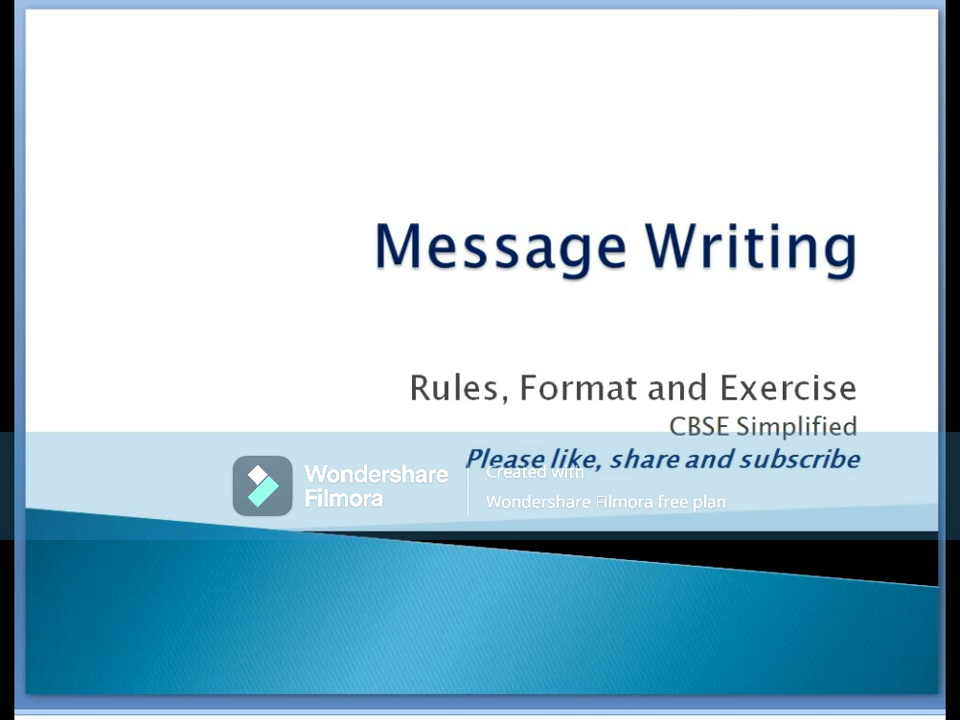 Message Writing
Rules, Format and Exercise
CBSE Simplified
Please like, share and subscribe
Wondershare
Filmora
Created with
Wondershare Filmora free plan